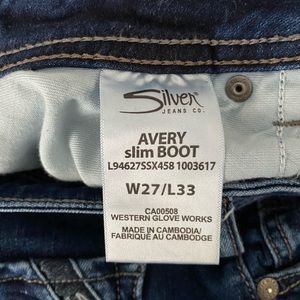 Silver
JEANS CO.
AVERY
slim BOOT
L94627SSX458 1003617
W27/L33
CA00508
WESTERN GLOVE WORKS
MADE IN CAMBODIA/
FABRIQUÉ AU CAMBODGE